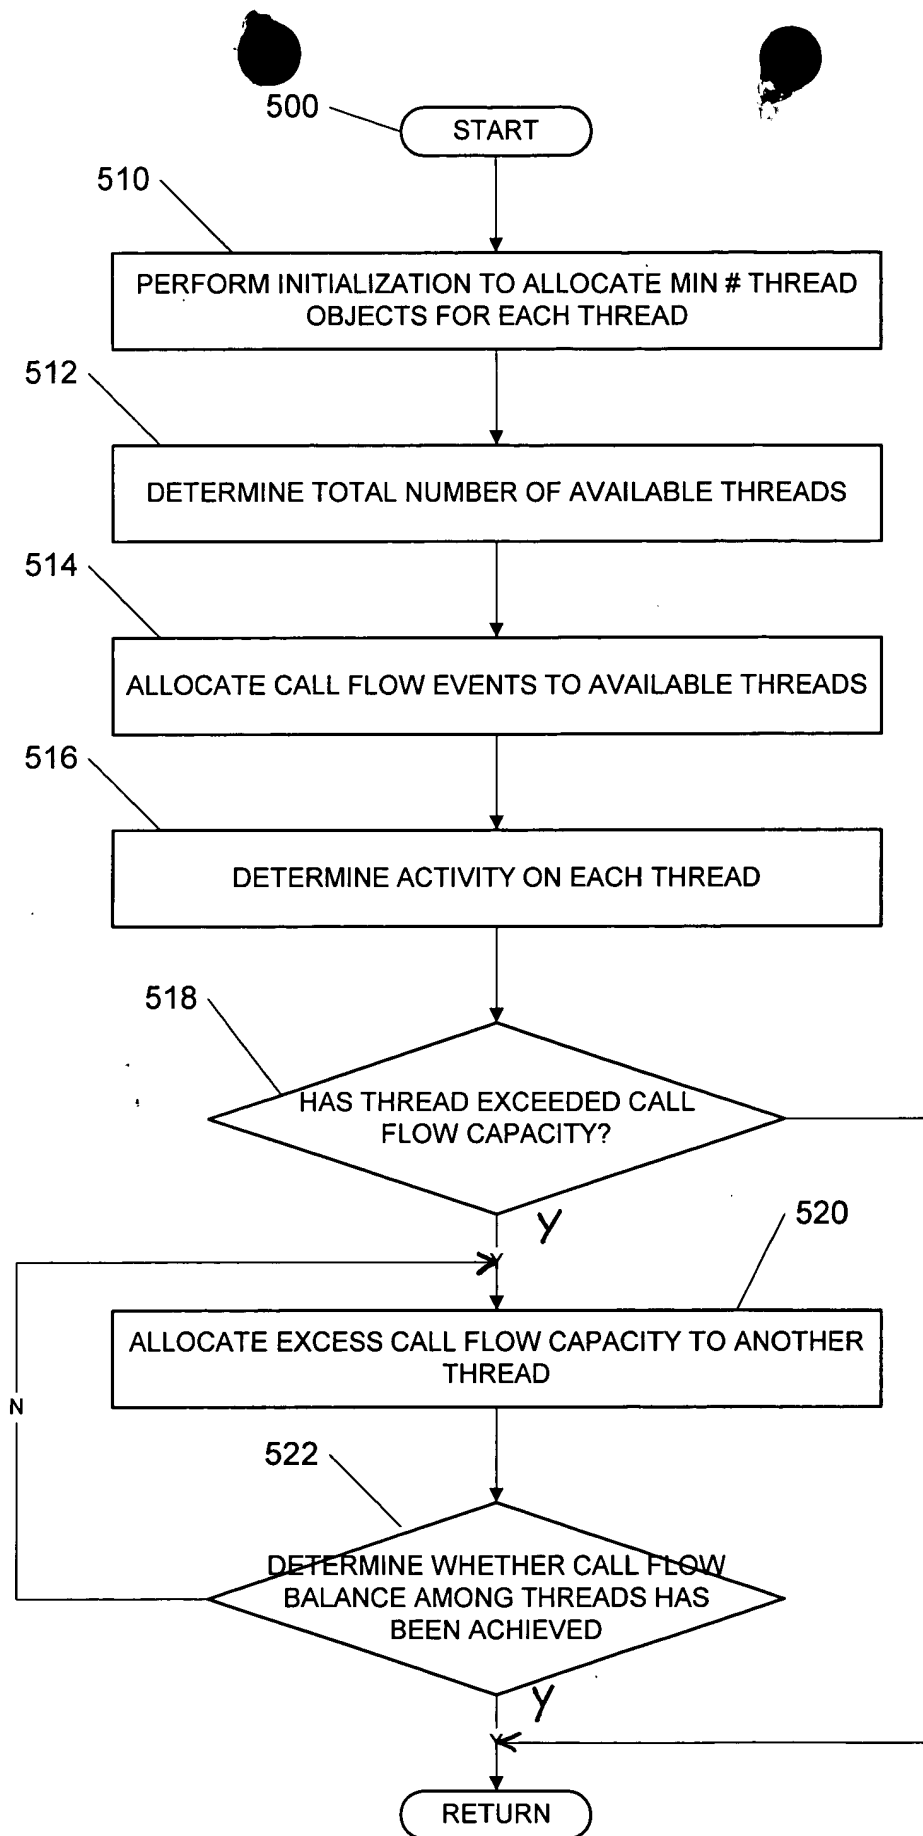 500
START
510
PERFORM INITIALIZATION TO ALLOCATE MIN # THREAD
OBJECTS FOR EACH THREAD
512
DETERMINE TOTAL NUMBER OF AVAILABLE THREADS
514
ALLOCATE CALL FLOW EVENTS TO AVAILABLE THREADS
516
DETERMINE ACTIVITY ON EACH THREAD
518
HAS THREAD EXCEEDED CALL
FLOW CAPACITY?
Y
Y
520
ALLOCATE EXCESS CALL FLOW CAPACITY TO ANOTHER
THREAD
N
522
DETERMINE WHETHER CALL FLOW
BALANCE AMONG THREADS HAS
BEEN ACHIEVED
Y
Y
RETURN